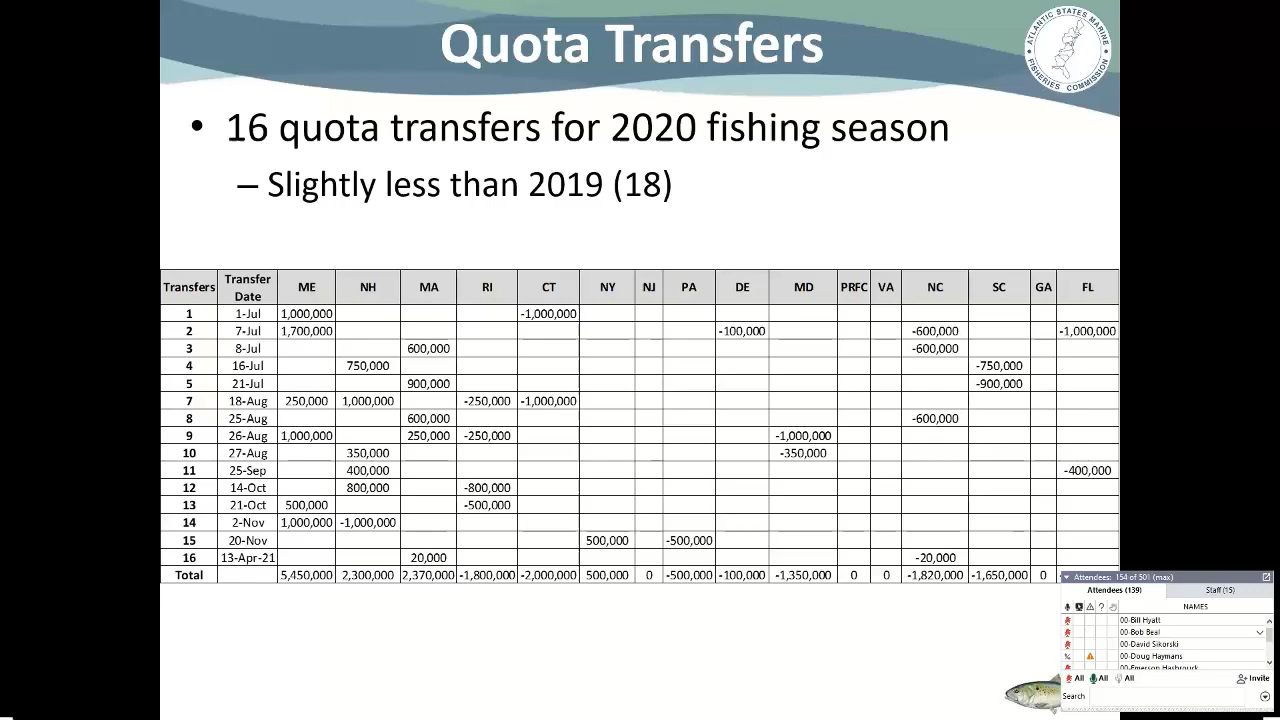 Quota Transfers
ATLANTIC STATES MARINE
FISHERIES COMMISSION
• 16 quota transfers for 2020 fishing season
– Slightly less than 2019 (18)
Transfers Transfer Date ME NH MA RI CT NY NJ PA DE MD PRFC VA NC SC GA FL
1 1-Jul 1,000,000 -1,000,000
2 7-Jul 1,700,000 -100,000 -600,000 -1,000,000
3 8-Jul 600,000 -600,000
4 16-Jul 750,000 -750,000
5 21-Jul 900,000 -900,000
7 18-Aug 250,000 1,000,000 -250,000 -1,000,000
8 25-Aug 600,000 -600,000
9 26-Aug 1,000,000 250,000 -250,000 -1,000,000
10 27-Aug 350,000 -350,000
11 25-Sep 400,000 -400,000
12 14-Oct 800,000 -800,000
13 21-Oct 500,000 -500,000
14 2-Nov 1,000,000 -1,000,000
15 20-Nov 500,000 -500,000
16 13-Apr-21 20,000 -20,000
Total 5,450,000 2,300,000 2,370,000 -1,800,000 -2,000,000 500,000 0 -500,000 -100,000 -1,350,000 0 0 -1,820,000 -1,650,000 0
Attendees: 154 of 501 (max)
Attendees (139) Staff (15)
NAMES
00-Bill Hyatt
00-Bob Beal
00-David Sikorski
00-Doug Haymans
00-Emerson Hasbrouck
All All All Invite
Search